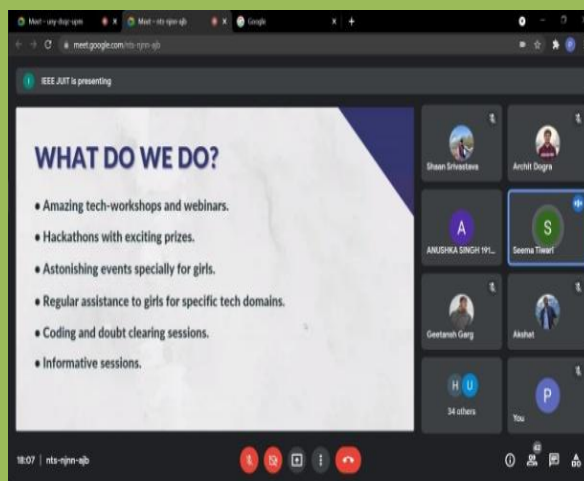 Meet - uny-dsqr-upm
Meet - nts-njnn-ajb
Google
meet.google.com/nts-njnn-ajb
IEEE JUIT is presenting
WHAT DO WE DO?
• Amazing tech-workshops and webinars.
• Hackathons with exciting prizes.
• Astonishing events specially for girls.
• Regular assistance to girls for specific tech domains.
• Coding and doubt clearing sessions.
• Informative sessions.
Shaan Srivastava
Archit Dogra
A
ANUSHKA SINGH 191...
S
Seema Tiwari
Geetansh Garg
Akshat
H U
34 others
P
You
18:07 | nts-njnn-ajb